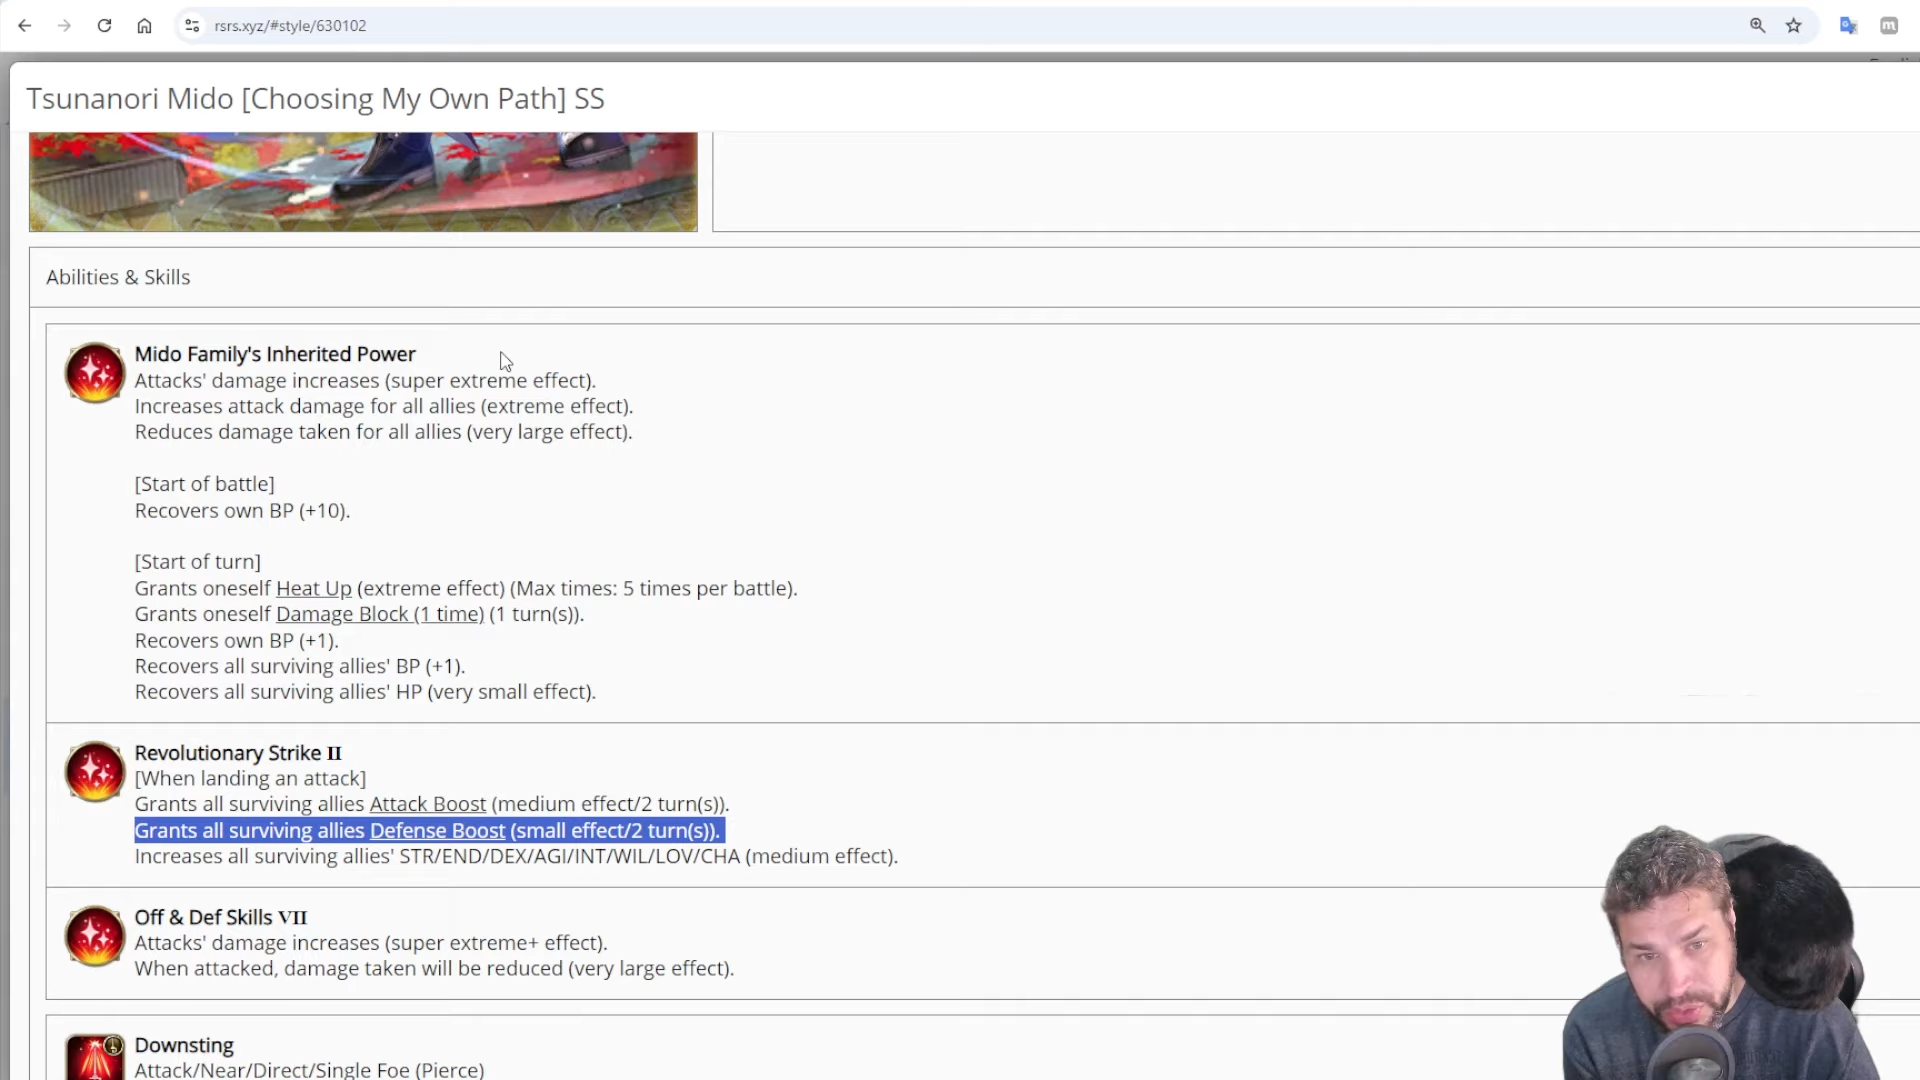 rsrs.xyz/#style/630102
Tsunanori Mido [Choosing My Own Path] SS
Abilities & Skills
Mido Family's Inherited Power
Attacks' damage increases (super extreme effect).
Increases attack damage for all allies (extreme effect).
Reduces damage taken for all allies (very large effect).
[Start of battle]
Recovers own BP (+10).
[Start of turn]
Grants oneself Heat Up (extreme effect) (Max times: 5 times per battle).
Grants oneself Damage Block (1 time) (1 turn(s)).
Recovers own BP (+1).
Recovers all surviving allies' BP (+1).
Recovers all surviving allies' HP (very small effect).
Revolutionary Strike II
[When landing an attack]
Grants all surviving allies Attack Boost (medium effect/2 turn(s)).
Grants all surviving allies Defense Boost (small effect/2 turn(s)).
Increases all surviving allies' STR/END/DEX/AGI/INT/WIL/LOV/CHA (medium effect).
Off & Def Skills VII
Attacks' damage increases (super extreme+ effect).
When attacked, damage taken will be reduced (very large effect).
Downsting
Attack/Near/Direct/Single Foe (Pierce)